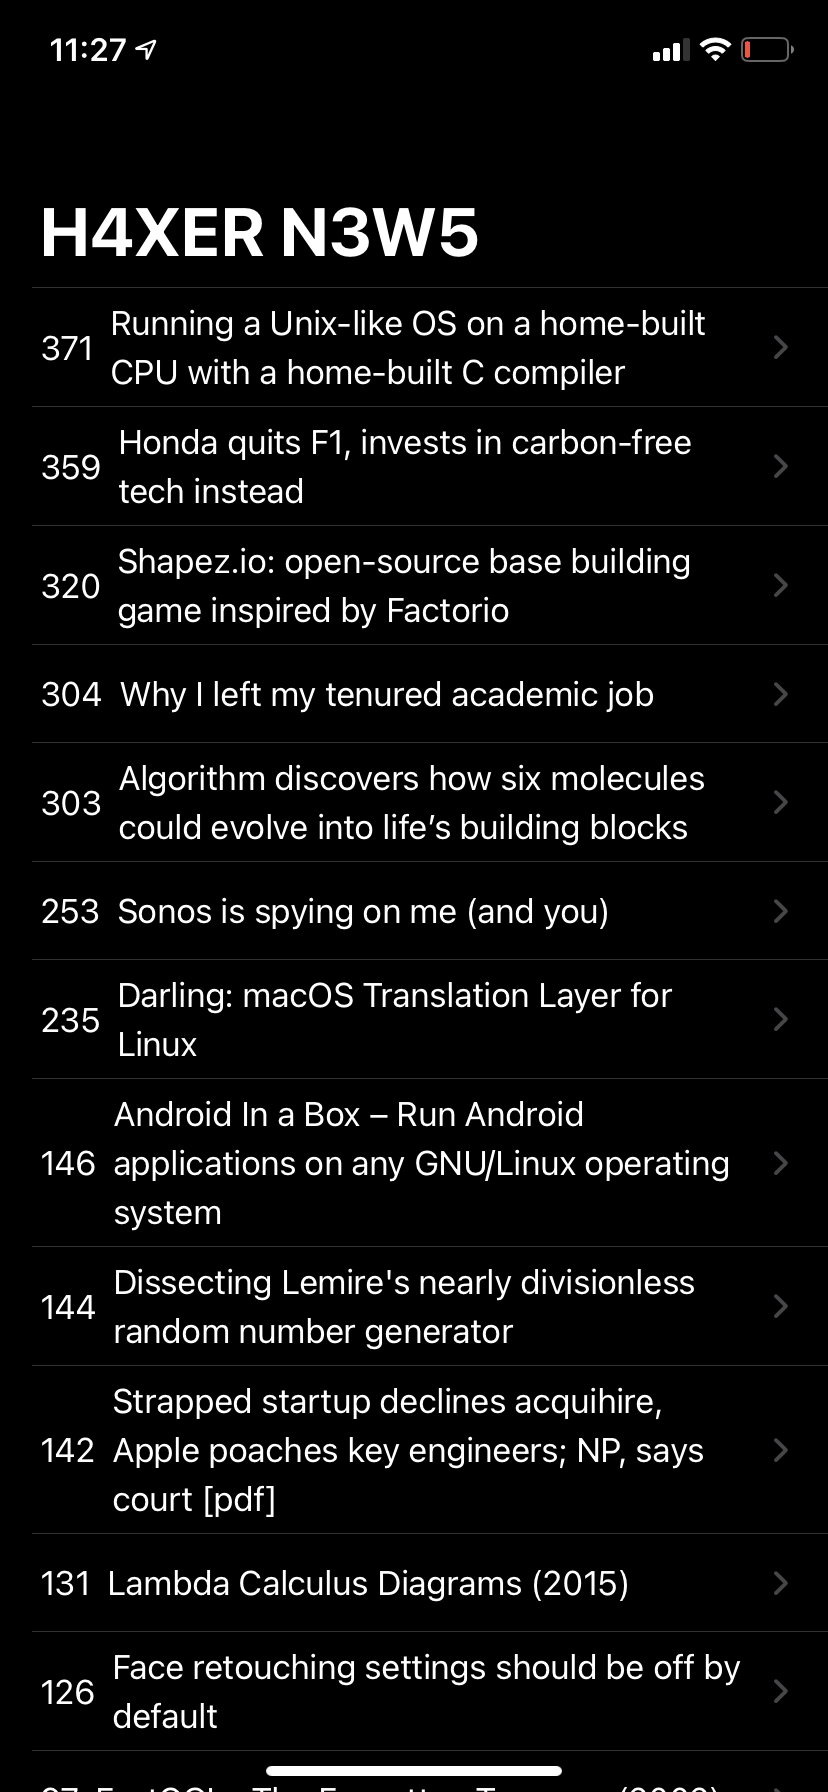 11:27
H4XER N3W5
371
Running a Unix-like OS on a home-built
CPU with a home-built C compiler
359
Honda quits F1, invests in carbon-free
tech instead
320
Shapez.io: open-source base building
game inspired by Factorio
304 Why I left my tenured academic job
303
Algorithm discovers how six molecules
could evolve into life’s building blocks
253 Sonos is spying on me (and you)
235
Darling: macOS Translation Layer for
Linux
146
Android In a Box – Run Android
applications on any GNU/Linux operating
system
144
Dissecting Lemire's nearly divisionless
random number generator
142
Strapped startup declines acquihire,
Apple poaches key engineers; NP, says
court [pdf]
131 Lambda Calculus Diagrams (2015)
126
Face retouching settings should be off by
default